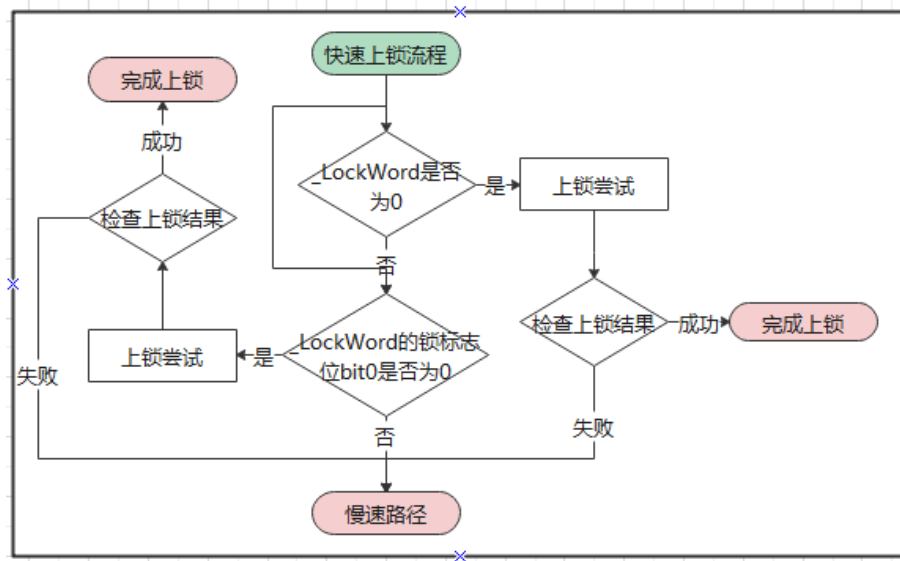 快速上锁流程
完成上锁
成功
_LockWord是否
为0
是
上锁尝试
检查上锁结果
否
检查上锁结果
成功
完成上锁
_LockWord的锁标志
位bit0是否为0
是
上锁尝试
失败
否
失败
慢速路径